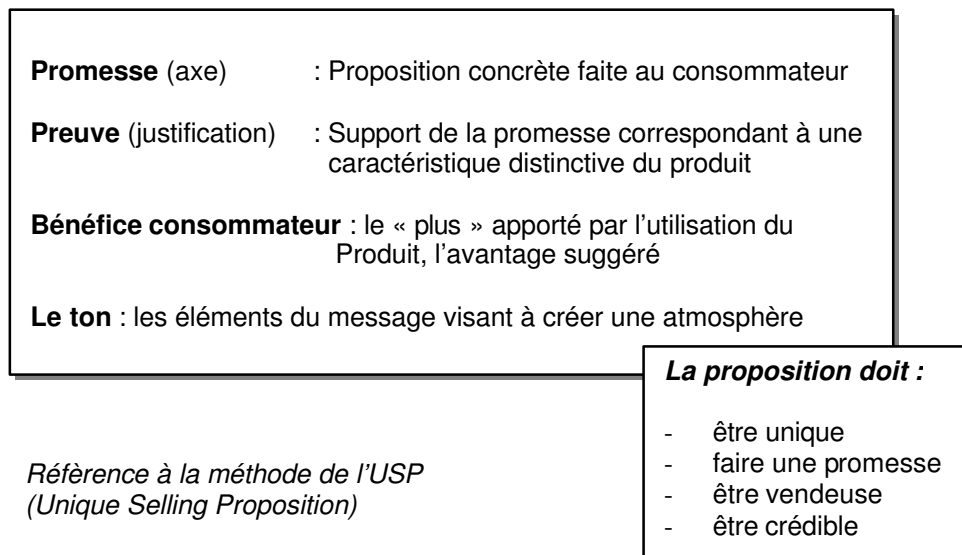 Promesse (axe) : Proposition concrète faite au consommateur
Preuve (justification) : Support de la promesse correspondant à une
caractéristique distinctive du produit
Bénéfice consommateur : le « plus » apporté par l’utilisation du
Produit, l’avantage suggéré
Le ton : les éléments du message visant à créer une atmosphère
La proposition doit :
- être unique
- faire une promesse
- être vendeuse
- être crédible
Réfèrence à la méthode de l’USP
(Unique Selling Proposition)